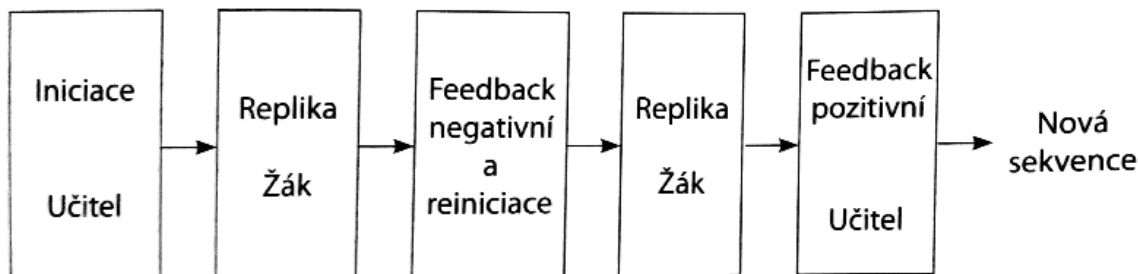 Iniciace
Učitel
Replika
Žák
Feedback
negativní
a
reiniciace
Replika
Žák
Feedback
pozitivní
Učitel
Nová
sekvence